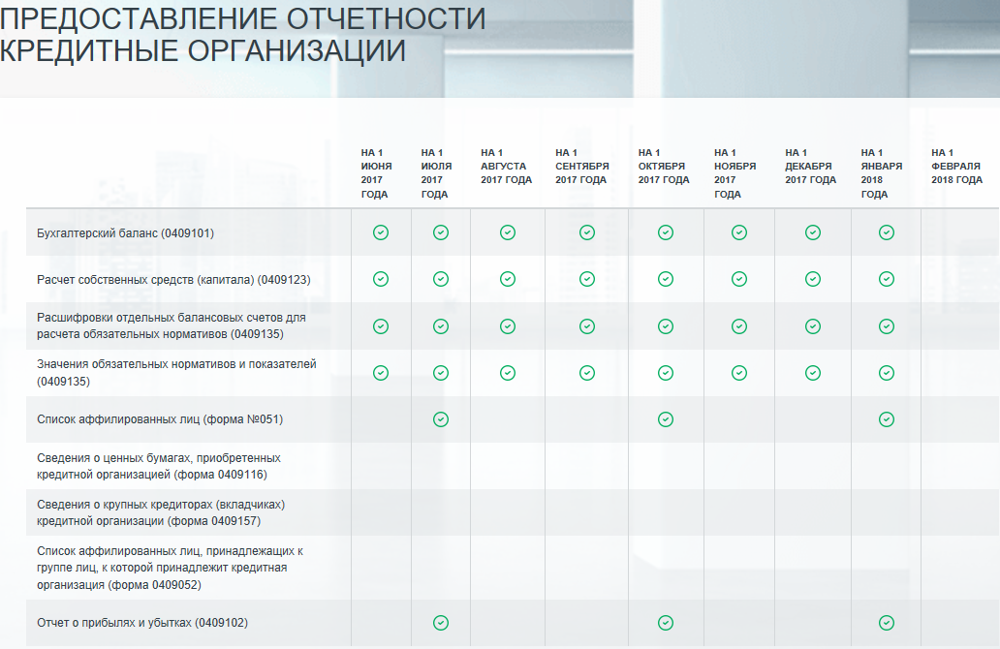 ПРЕДОСТАВЛЕНИЕ ОТЧЕТНОСТИ
КРЕДИТНЫЕ ОРГАНИЗАЦИИ
НА 1
ИЮНЯ
2017
ГОДА
НА 1
ИЮЛЯ
2017
ГОДА
НА 1
АВГУСТА
2017 ГОДА
НА 1
СЕНТЯБРЯ
2017 ГОДА
НА 1
ОКТЯБРЯ
2017 ГОДА
НА 1
НОЯБРЯ
2017
ГОДА
НА 1
ДЕКАБРЯ
2017 ГОДА
НА 1
ЯНВАРЯ
2018
ГОДА
НА 1
ФЕВРАЛЯ
2018 ГОДА
Бухгалтерский баланс (0409101)
Расчет собственных средств (капитала) (0409123)
Расшифровки отдельных балансовых счетов для
расчета обязательных нормативов (0409135)
Значения обязательных нормативов и показателей
(0409135)
Список аффилированных лиц (форма №051)
Сведения о ценных бумагах, приобретенных
кредитной организацией (форма 0409116)
Сведения о крупных кредиторах (вкладчиках)
кредитной организации (форма 0409157)
Список аффилированных лиц, принадлежащих к
группе лиц, к которой принадлежит кредитная
организация (форма 0409052)
Отчет о прибылях и убытках (0409102)